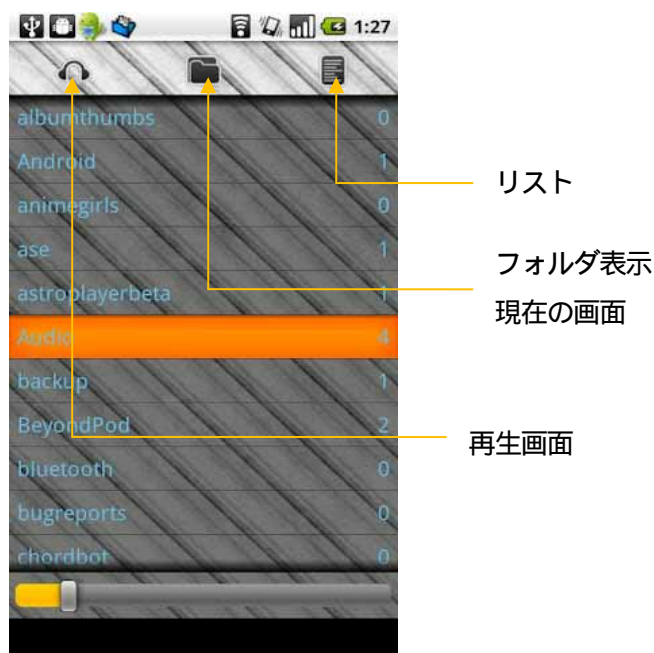 1:27
albumthumbs 0
Android 1
animegirls 0
ase 1
astroplayerbeta 1
Audio 4
backup 1
BeyondPod 2
bluetooth 0
bugreports 0
chordbot 0
リスト
フォルダ表示
現在の画面
再生画面